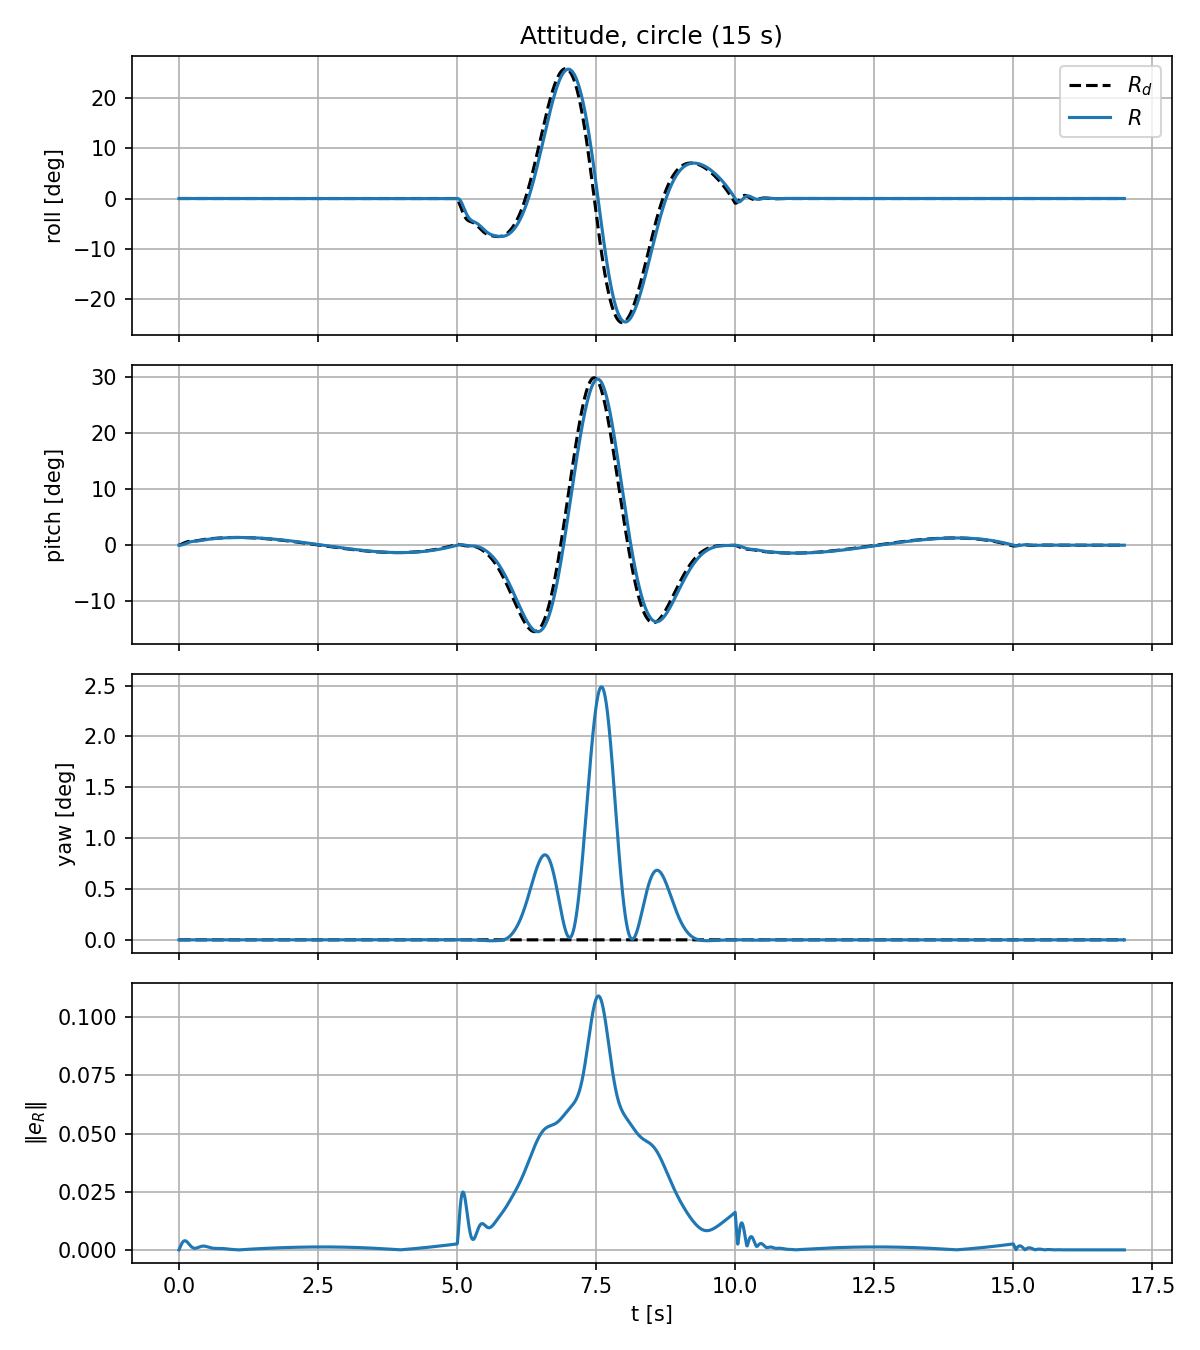 Attitude, circle (15 s)
R_d
R
roll [deg]
20
10
0
−10
−20
pitch [deg]
30
20
10
0
−10
yaw [deg]
2.5
2.0
1.5
1.0
0.5
0.0
‖e_R‖
0.100
0.075
0.050
0.025
0.000
0.0 2.5 5.0 7.5 10.0 12.5 15.0 17.5
t [s]